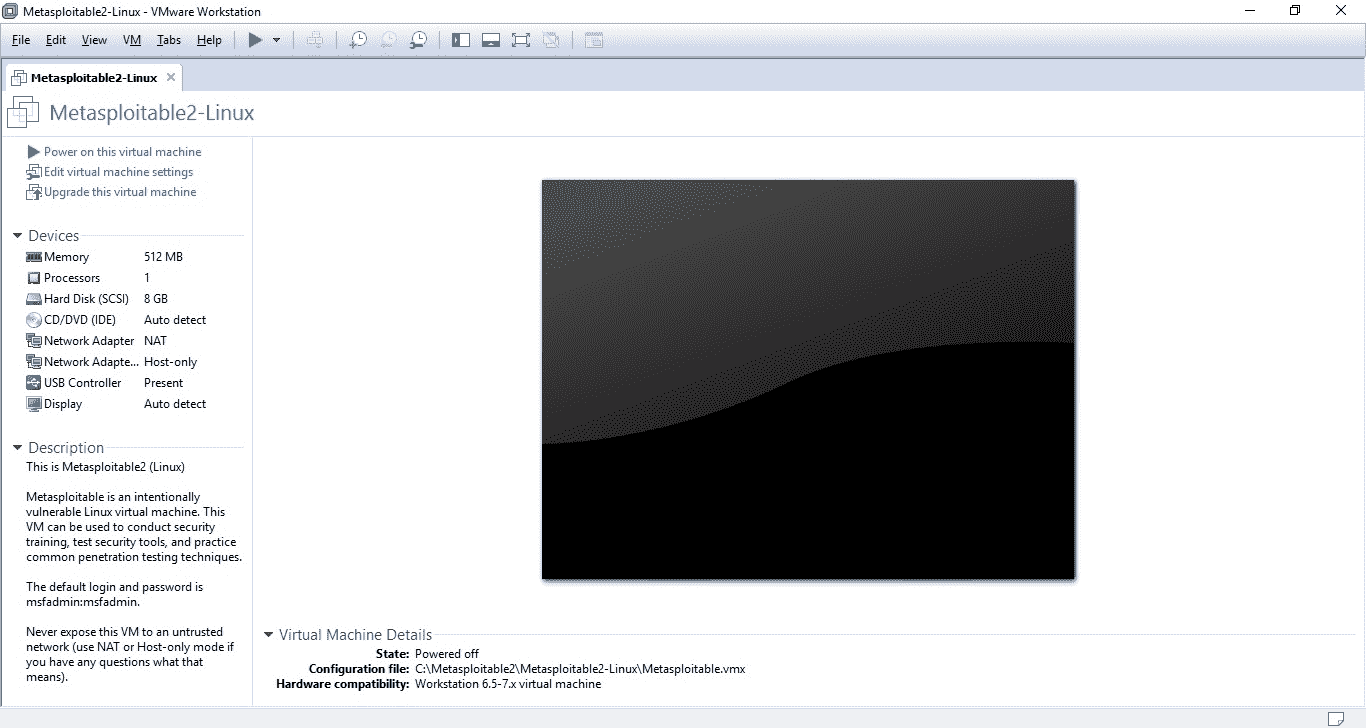 Metasploitable2-Linux - VMware Workstation
File Edit View VM Tabs Help
Metasploitable2-Linux
Metasploitable2-Linux
Power on this virtual machine
Edit virtual machine settings
Upgrade this virtual machine
Devices
Memory 512 MB
Processors 1
Hard Disk (SCSI) 8 GB
CD/DVD (IDE) Auto detect
Network Adapter NAT
Network Adapte... Host-only
USB Controller Present
Display Auto detect
Description
This is Metasploitable2 (Linux)
Metasploitable is an intentionally
vulnerable Linux virtual machine. This
VM can be used to conduct security
training, test security tools, and practice
common penetration testing techniques.
The default login and password is
msfadmin:msfadmin.
Never expose this VM to an untrusted
network (use NAT or Host-only mode if
you have any questions what that
means).
Virtual Machine Details
State: Powered off
Configuration file: C:\Metasploitable2\Metasploitable2-Linux\Metasploitable.vmx
Hardware compatibility: Workstation 6.5-7.x virtual machine